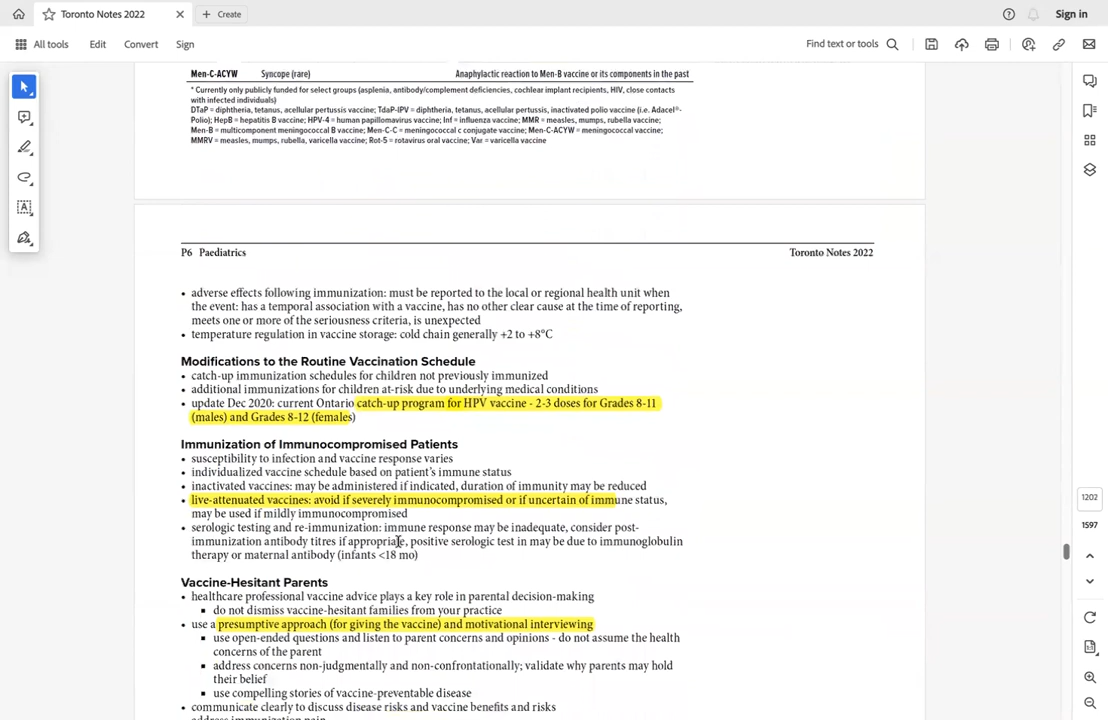 Toronto Notes 2022
Create
Sign in
All tools
Edit
Convert
Sign
Find text or tools
Men-C-ACYW Syncope (rare) Anaphylactic reaction to Men-B vaccine or its components in the past
* Currently only publicly funded for select groups (asplenia, antibody/complement deficiencies, cochlear implant recipients, HIV, close contacts
with infected individuals)
DTaP = diphtheria, tetanus, acellular pertussis vaccine; TdaP-IPV = diphtheria, tetanus, acellular pertussis, inactivated polio vaccine (i.e. Adacel®-
Polio); HepB = hepatitis B vaccine; HPV-4 = human papillomavirus vaccine; Inf = influenza vaccine; MMR = measles, mumps, rubella vaccine;
Men-B = multicomponent meningococcal B vaccine; Men-C-C = meningococcal c conjugate vaccine; Men-C-ACYW = meningococcal vaccine;
MMRV = measles, mumps, rubella, varicella vaccine; Rot-5 = rotavirus oral vaccine; Var = varicella vaccine
P6 Paediatrics
Toronto Notes 2022
• adverse effects following immunization: must be reported to the local or regional health unit when
the event: has a temporal association with a vaccine, has no other clear cause at the time of reporting,
meets one or more of the seriousness criteria, is unexpected
• temperature regulation in vaccine storage: cold chain generally +2 to +8°C
Modifications to the Routine Vaccination Schedule
• catch-up immunization schedules for children not previously immunized
• additional immunizations for children at-risk due to underlying medical conditions
• update Dec 2020: current Ontario catch-up program for HPV vaccine - 2-3 doses for Grades 8-11
(males) and Grades 8-12 (females)
Immunization of Immunocompromised Patients
• susceptibility to infection and vaccine response varies
• individualized vaccine schedule based on patient's immune status
• inactivated vaccines: may be administered if indicated, duration of immunity may be reduced
• live-attenuated vaccines: avoid if severely immunocompromised or if uncertain of immune status,
may be used if mildly immunocompromised
• serologic testing and re-immunization: immune response may be inadequate, consider post-
immunization antibody titres if appropriate, positive serologic test in may be due to immunoglobulin
therapy or maternal antibody (infants <18 mo)
Vaccine-Hesitant Parents
• healthcare professional vaccine advice plays a key role in parental decision-making
▪ do not dismiss vaccine-hesitant families from your practice
• use a presumptive approach (for giving the vaccine) and motivational interviewing
▪ use open-ended questions and listen to parent concerns and opinions - do not assume the health
concerns of the parent
▪ address concerns non-judgmentally and non-confrontationally; validate why parents may hold
their belief
▪ use compelling stories of vaccine-preventable disease
• communicate clearly to discuss disease risks and vaccine benefits and risks
• address immunization pain
1202
1597